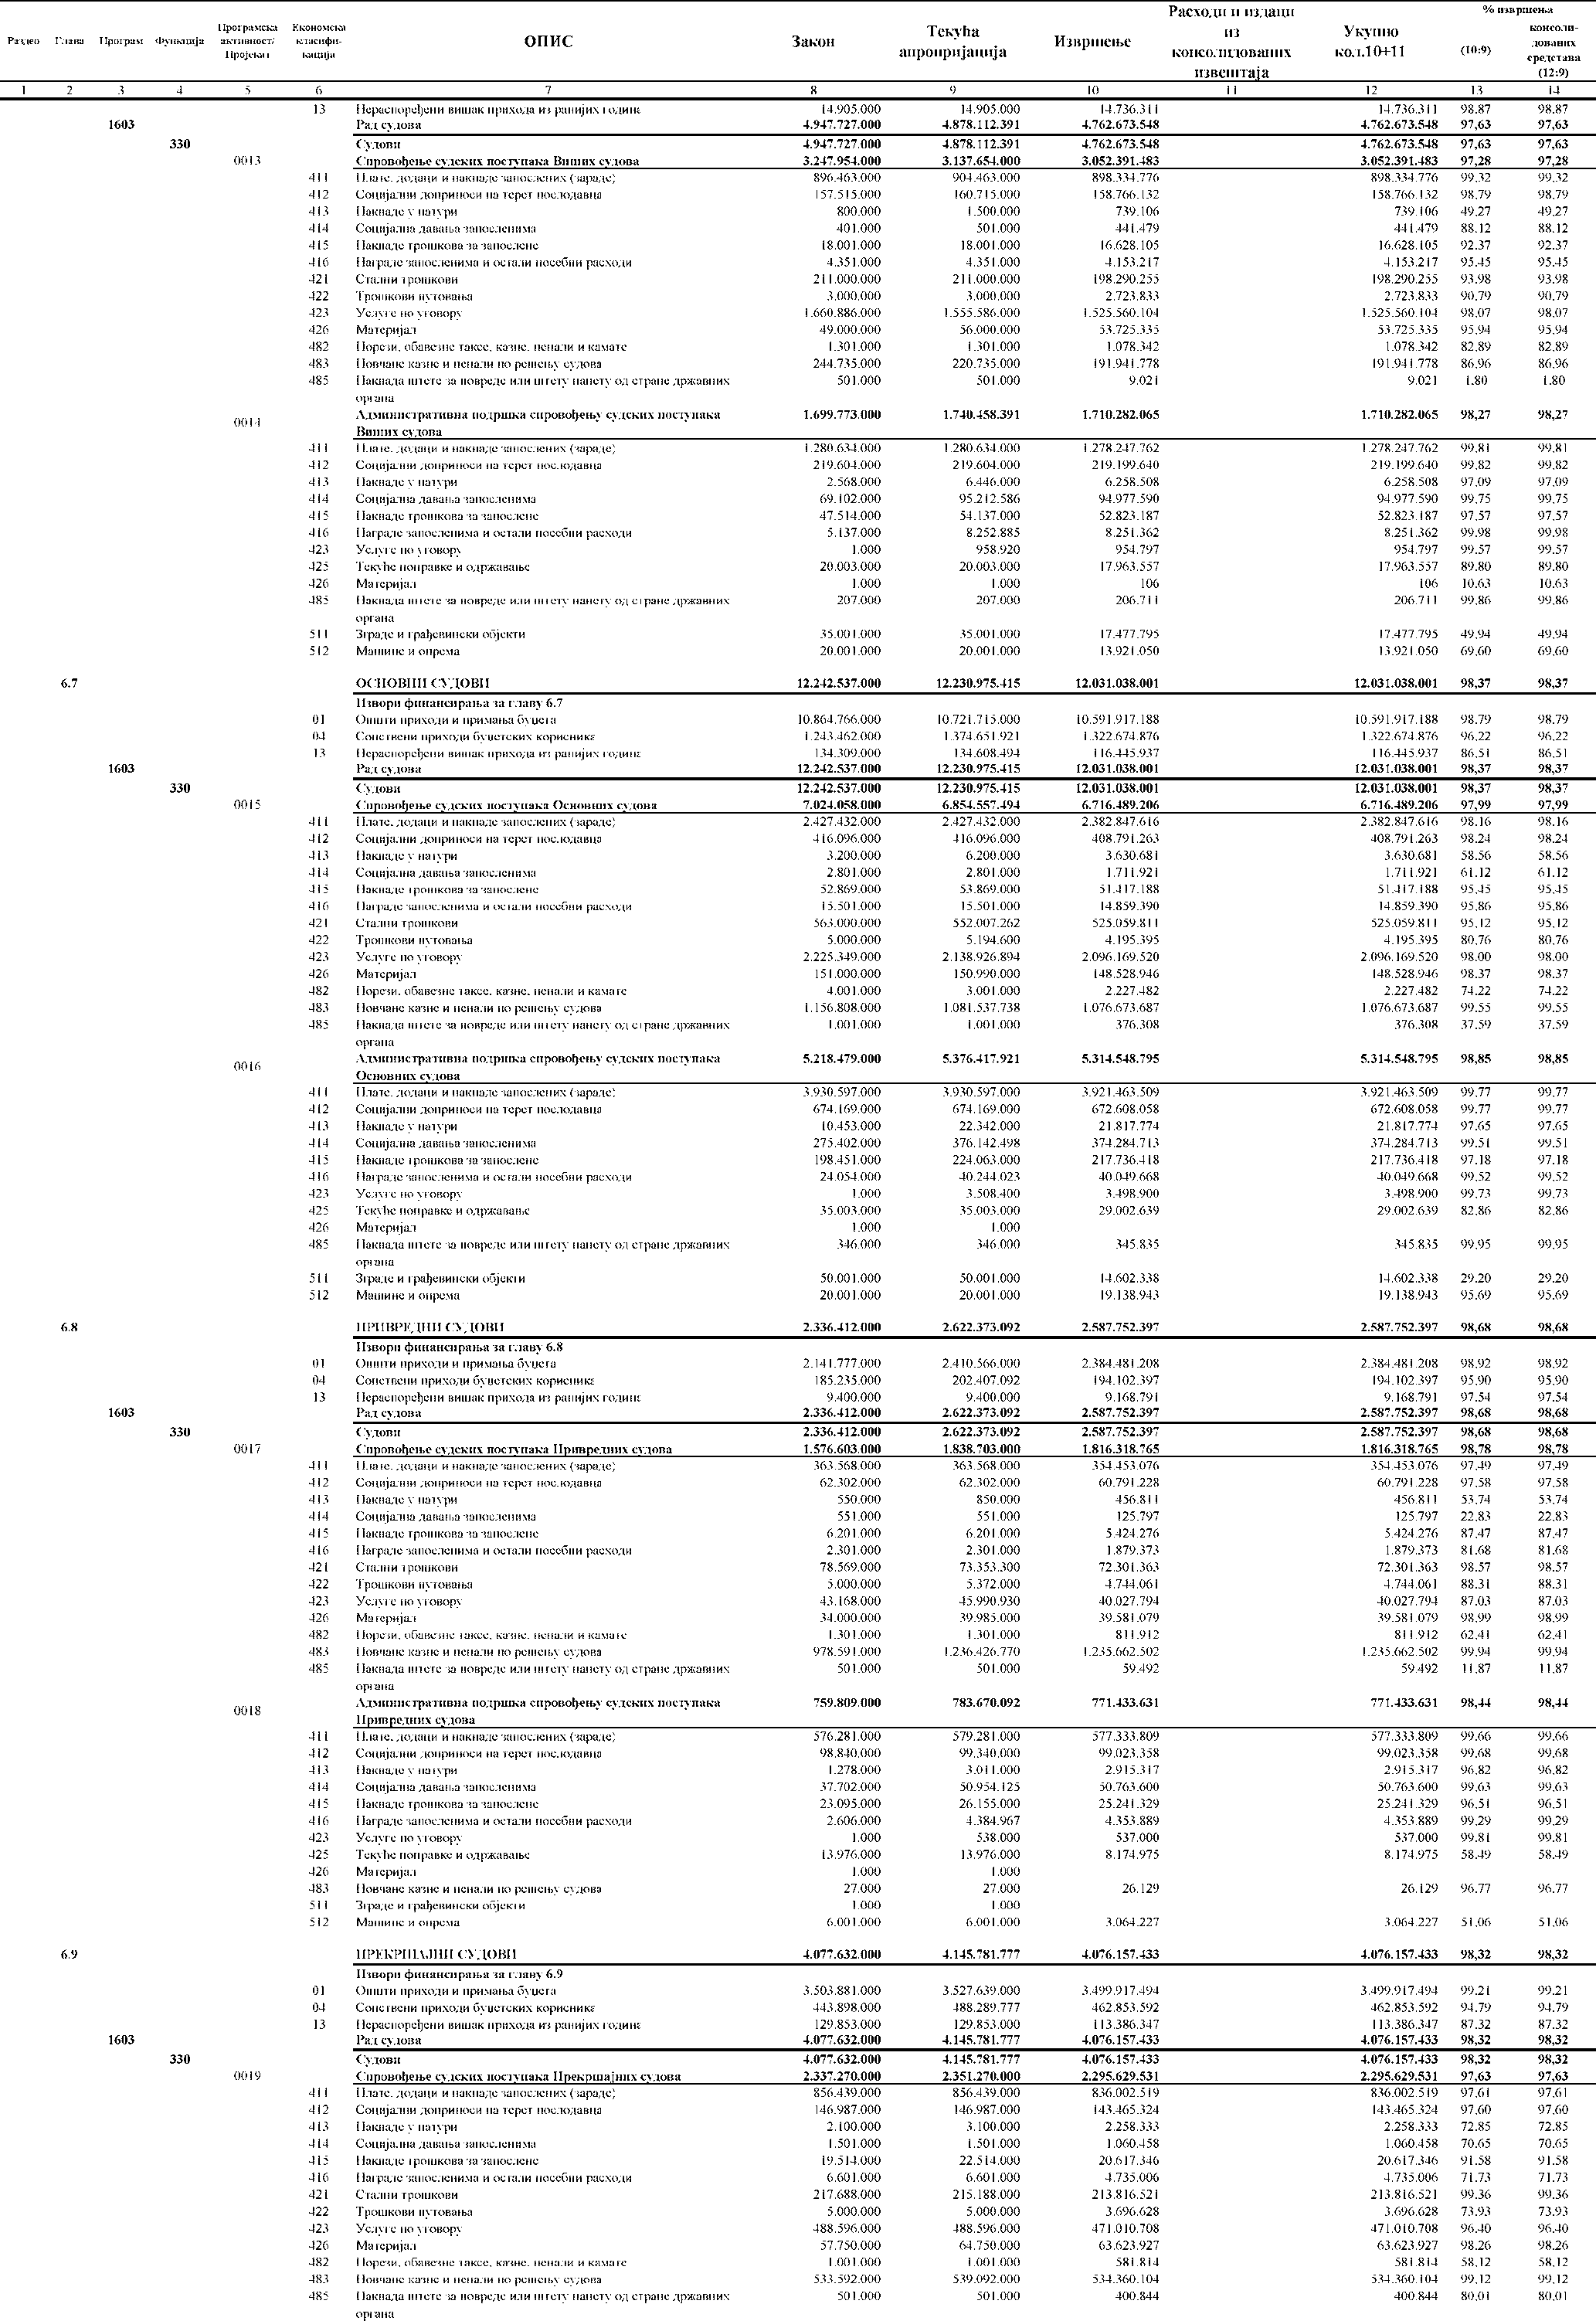 Раздео Глава Програм Функција Програмска активност/ Пројекат Економска класифи- кација ОПИС Закон Текућа апропријација Извршење Расходи и издаци из консолидованих извештаја Укупно кол.10+11 % извршења (10:9) консоли- дованих средстава (12:9)
1 2 3 4 5 6 7 8 9 10 11 12 13 14
13 Нераспоређени вишак прихода из ранијих година 14.905.000 14.905.000 14.736.311 14.736.311 98,87 98,87
1603 Рад судова 4.947.727.000 4.878.112.391 4.762.673.548 4.762.673.548 97,63 97,63
330 Судови 4.947.727.000 4.878.112.391 4.762.673.548 4.762.673.548 97,63 97,63
0013 Спровођење судских поступака Виших судова 3.247.954.000 3.137.654.000 3.052.391.483 3.052.391.483 97,28 97,28
411 Плате, додаци и накнаде запослених (зараде) 896.463.000 904.463.000 898.334.776 898.334.776 99,32 99,32
412 Социјални доприноси на терет послодавца 157.515.000 160.715.000 158.766.132 158.766.132 98,79 98,79
413 Накнаде у натури 800.000 1.500.000 739.106 739.106 49,27 49,27
414 Социјална давања запосленима 401.000 501.000 441.479 441.479 88,12 88,12
415 Накнаде трошкова за запослене 18.001.000 18.001.000 16.628.105 16.628.105 92,37 92,37
416 Награде запосленима и остали посебни расходи 4.351.000 4.351.000 4.153.217 4.153.217 95,45 95,45
421 Стални трошкови 211.000.000 211.000.000 198.290.255 198.290.255 93,98 93,98
422 Трошкови путовања 3.000.000 3.000.000 2.723.833 2.723.833 90,79 90,79
423 Услуге по уговору 1.660.886.000 1.555.586.000 1.525.560.104 1.525.560.104 98,07 98,07
426 Материјал 49.000.000 56.000.000 53.725.335 53.725.335 95,94 95,94
482 Порези, обавезне таксе, казне, пенали и камате 1.301.000 1.301.000 1.078.342 1.078.342 82,89 82,89
483 Новчане казне и пенали по решењу судова 244.735.000 220.735.000 191.941.778 191.941.778 86,96 86,96
485 Накнада штете за повреде или штету нанету од стране државних 501.000 501.000 9.021 9.021 1,80 1,80
органа
0014 Административна подршка спровођењу судских поступака 1.699.773.000 1.740.458.391 1.710.282.065 1.710.282.065 98,27 98,27
Виших судова
411 Плате, додаци и накнаде запослених (зараде) 1.280.634.000 1.280.634.000 1.278.247.762 1.278.247.762 99,81 99,81
412 Социјални доприноси на терет послодавца 219.604.000 219.604.000 219.199.640 219.199.640 99,82 99,82
413 Накнаде у натури 2.568.000 6.446.000 6.258.508 6.258.508 97,09 97,09
414 Социјална давања запосленима 69.102.000 95.212.586 94.977.590 94.977.590 99,75 99,75
415 Накнаде трошкова за запослене 47.514.000 54.137.000 52.823.187 52.823.187 97,57 97,57
416 Награде запосленима и остали посебни расходи 5.137.000 8.252.885 8.251.362 8.251.362 99,98 99,98
423 Услуге по уговору 1.000 958.920 954.797 954.797 99,57 99,57
425 Текуће поправке и одржавање 20.003.000 20.003.000 17.963.557 17.963.557 89,80 89,80
426 Материјал 1.000 1.000 106 106 10,63 10,63
485 Накнада штете за повреде или штету нанету од стране државних 207.000 207.000 206.711 206.711 99,86 99,86
органа
511 Зграде и грађевински објекти 35.001.000 35.001.000 17.477.795 17.477.795 49,94 49,94
512 Машине и опрема 20.001.000 20.001.000 13.921.050 13.921.050 69,60 69,60
6.7 ОСНОВНИ СУДОВИ 12.242.537.000 12.230.975.415 12.031.038.001 12.031.038.001 98,37 98,37
Извори финансирања за главу 6.7
01 Општи приходи и примања буџета 10.864.766.000 10.721.715.000 10.591.917.188 10.591.917.188 98,79 98,79
04 Сопствени приходи буџетских корисника 1.243.462.000 1.374.651.921 1.322.674.876 1.322.674.876 96,22 96,22
13 Нераспоређени вишак прихода из ранијих година 134.309.000 134.608.494 116.445.937 116.445.937 86,51 86,51
1603 Рад судова 12.242.537.000 12.230.975.415 12.031.038.001 12.031.038.001 98,37 98,37
330 Судови 12.242.537.000 12.230.975.415 12.031.038.001 12.031.038.001 98,37 98,37
0015 Спровођење судских поступака Основних судова 7.024.058.000 6.854.557.494 6.716.489.206 6.716.489.206 97,99 97,99
411 Плате, додаци и накнаде запослених (зараде) 2.427.432.000 2.427.432.000 2.382.847.616 2.382.847.616 98,16 98,16
412 Социјални доприноси на терет послодавца 416.096.000 416.096.000 408.791.263 408.791.263 98,24 98,24
413 Накнаде у натури 3.200.000 6.200.000 3.630.681 3.630.681 58,56 58,56
414 Социјална давања запосленима 2.801.000 2.801.000 1.711.921 1.711.921 61,12 61,12
415 Накнаде трошкова за запослене 52.869.000 53.869.000 51.417.188 51.417.188 95,45 95,45
416 Награде запосленима и остали посебни расходи 15.501.000 15.501.000 14.859.390 14.859.390 95,86 95,86
421 Стални трошкови 563.000.000 552.007.262 525.059.811 525.059.811 95,12 95,12
422 Трошкови путовања 5.000.000 5.194.600 4.195.395 4.195.395 80,76 80,76
423 Услуге по уговору 2.225.349.000 2.138.926.894 2.096.169.520 2.096.169.520 98,00 98,00
426 Материјал 151.000.000 150.990.000 148.528.946 148.528.946 98,37 98,37
482 Порези, обавезне таксе, казне, пенали и камате 4.001.000 3.001.000 2.227.482 2.227.482 74,22 74,22
483 Новчане казне и пенали по решењу судова 1.156.808.000 1.081.537.738 1.076.673.687 1.076.673.687 99,55 99,55
485 Накнада штете за повреде или штету нанету од стране државних 1.001.000 1.001.000 376.308 376.308 37,59 37,59
органа
0016 Административна подршка спровођењу судских поступака 5.218.479.000 5.376.417.921 5.314.548.795 5.314.548.795 98,85 98,85
Основних судова
411 Плате, додаци и накнаде запослених (зараде) 3.930.597.000 3.930.597.000 3.921.463.509 3.921.463.509 99,77 99,77
412 Социјални доприноси на терет послодавца 674.169.000 674.169.000 672.608.058 672.608.058 99,77 99,77
413 Накнаде у натури 10.453.000 22.342.000 21.817.774 21.817.774 97,65 97,65
414 Социјална давања запосленима 275.402.000 376.142.498 374.284.713 374.284.713 99,51 99,51
415 Накнаде трошкова за запослене 198.451.000 224.063.000 217.736.418 217.736.418 97,18 97,18
416 Награде запосленима и остали посебни расходи 24.054.000 40.244.023 40.049.668 40.049.668 99,52 99,52
423 Услуге по уговору 1.000 3.508.400 3.498.900 3.498.900 99,73 99,73
425 Текуће поправке и одржавање 35.003.000 35.003.000 29.002.639 29.002.639 82,86 82,86
426 Материјал 1.000 1.000
485 Накнада штете за повреде или штету нанету од стране државних 346.000 346.000 345.835 345.835 99,95 99,95
органа
511 Зграде и грађевински објекти 50.001.000 50.001.000 14.602.338 14.602.338 29,20 29,20
512 Машине и опрема 20.001.000 20.001.000 19.138.943 19.138.943 95,69 95,69
6.8 ПРИВРЕДНИ СУДОВИ 2.336.412.000 2.622.373.092 2.587.752.397 2.587.752.397 98,68 98,68
Извори финансирања за главу 6.8
01 Општи приходи и примања буџета 2.141.777.000 2.410.566.000 2.384.481.208 2.384.481.208 98,92 98,92
04 Сопствени приходи буџетских корисника 185.235.000 202.407.092 194.102.397 194.102.397 95,90 95,90
13 Нераспоређени вишак прихода из ранијих година 9.400.000 9.400.000 9.168.791 9.168.791 97,54 97,54
1603 Рад судова 2.336.412.000 2.622.373.092 2.587.752.397 2.587.752.397 98,68 98,68
330 Судови 2.336.412.000 2.622.373.092 2.587.752.397 2.587.752.397 98,68 98,68
0017 Спровођење судских поступака Привредних судова 1.576.603.000 1.838.703.000 1.816.318.765 1.816.318.765 98,78 98,78
411 Плате, додаци и накнаде запослених (зараде) 363.568.000 363.568.000 354.453.076 354.453.076 97,49 97,49
412 Социјални доприноси на терет послодавца 62.302.000 62.302.000 60.791.228 60.791.228 97,58 97,58
413 Накнаде у натури 550.000 850.000 456.811 456.811 53,74 53,74
414 Социјална давања запосленима 551.000 551.000 125.797 125.797 22,83 22,83
415 Накнаде трошкова за запослене 6.201.000 6.201.000 5.424.276 5.424.276 87,47 87,47
416 Награде запосленима и остали посебни расходи 2.301.000 2.301.000 1.879.373 1.879.373 81,68 81,68
421 Стални трошкови 78.569.000 73.353.300 72.301.363 72.301.363 98,57 98,57
422 Трошкови путовања 5.000.000 5.372.000 4.744.061 4.744.061 88,31 88,31
423 Услуге по уговору 43.168.000 45.990.930 40.027.794 40.027.794 87,03 87,03
426 Материјал 34.000.000 39.985.000 39.581.079 39.581.079 98,99 98,99
482 Порези, обавезне таксе, казне, пенали и камате 1.301.000 1.301.000 811.912 811.912 62,41 62,41
483 Новчане казне и пенали по решењу судова 978.591.000 1.236.426.770 1.235.662.502 1.235.662.502 99,94 99,94
485 Накнада штете за повреде или штету нанету од стране државних 501.000 501.000 59.492 59.492 11,87 11,87
органа
0018 Административна подршка спровођењу судских поступака 759.809.000 783.670.092 771.433.631 771.433.631 98,44 98,44
Привредних судова
411 Плате, додаци и накнаде запослених (зараде) 576.281.000 579.281.000 577.333.809 577.333.809 99,66 99,66
412 Социјални доприноси на терет послодавца 98.840.000 99.340.000 99.023.358 99.023.358 99,68 99,68
413 Накнаде у натури 1.278.000 3.011.000 2.915.317 2.915.317 96,82 96,82
414 Социјална давања запосленима 37.702.000 50.954.125 50.763.600 50.763.600 99,63 99,63
415 Накнаде трошкова за запослене 23.095.000 26.155.000 25.241.329 25.241.329 96,51 96,51
416 Награде запосленима и остали посебни расходи 2.606.000 4.384.967 4.353.889 4.353.889 99,29 99,29
423 Услуге по уговору 1.000 538.000 537.000 537.000 99,81 99,81
425 Текуће поправке и одржавање 13.976.000 13.976.000 8.174.975 8.174.975 58,49 58,49
426 Материјал 1.000 1.000
483 Новчане казне и пенали по решењу судова 27.000 27.000 26.129 26.129 96,77 96,77
511 Зграде и грађевински објекти 1.000 1.000
512 Машине и опрема 6.001.000 6.001.000 3.064.227 3.064.227 51,06 51,06
6.9 ПРЕКРШАЈНИ СУДОВИ 4.077.632.000 4.145.781.777 4.076.157.433 4.076.157.433 98,32 98,32
Извори финансирања за главу 6.9
01 Општи приходи и примања буџета 3.503.881.000 3.527.639.000 3.499.917.494 3.499.917.494 99,21 99,21
04 Сопствени приходи буџетских корисника 443.898.000 488.289.777 462.853.592 462.853.592 94,79 94,79
13 Нераспоређени вишак прихода из ранијих година 129.853.000 129.853.000 113.386.347 113.386.347 87,32 87,32
1603 Рад судова 4.077.632.000 4.145.781.777 4.076.157.433 4.076.157.433 98,32 98,32
330 Судови 4.077.632.000 4.145.781.777 4.076.157.433 4.076.157.433 98,32 98,32
0019 Спровођење судских поступака Прекршајних судова 2.337.270.000 2.351.270.000 2.295.629.531 2.295.629.531 97,63 97,63
411 Плате, додаци и накнаде запослених (зараде) 856.439.000 856.439.000 836.002.519 836.002.519 97,61 97,61
412 Социјални доприноси на терет послодавца 146.987.000 146.987.000 143.465.324 143.465.324 97,60 97,60
413 Накнаде у натури 2.100.000 3.100.000 2.258.333 2.258.333 72,85 72,85
414 Социјална давања запосленима 1.501.000 1.501.000 1.060.458 1.060.458 70,65 70,65
415 Накнаде трошкова за запослене 19.514.000 22.514.000 20.617.346 20.617.346 91,58 91,58
416 Награде запосленима и остали посебни расходи 6.601.000 6.601.000 4.735.006 4.735.006 71,73 71,73
421 Стални трошкови 217.688.000 215.188.000 213.816.521 213.816.521 99,36 99,36
422 Трошкови путовања 5.000.000 5.000.000 3.696.628 3.696.628 73,93 73,93
423 Услуге по уговору 488.596.000 488.596.000 471.010.708 471.010.708 96,40 96,40
426 Материјал 57.750.000 64.750.000 63.623.927 63.623.927 98,26 98,26
482 Порези, обавезне таксе, казне, пенали и камате 1.001.000 1.001.000 581.814 581.814 58,12 58,12
483 Новчане казне и пенали по решењу судова 533.592.000 539.092.000 534.360.104 534.360.104 99,12 99,12
485 Накнада штете за повреде или штету нанету од стране државних 501.000 501.000 400.844 400.844 80,01 80,01
органа